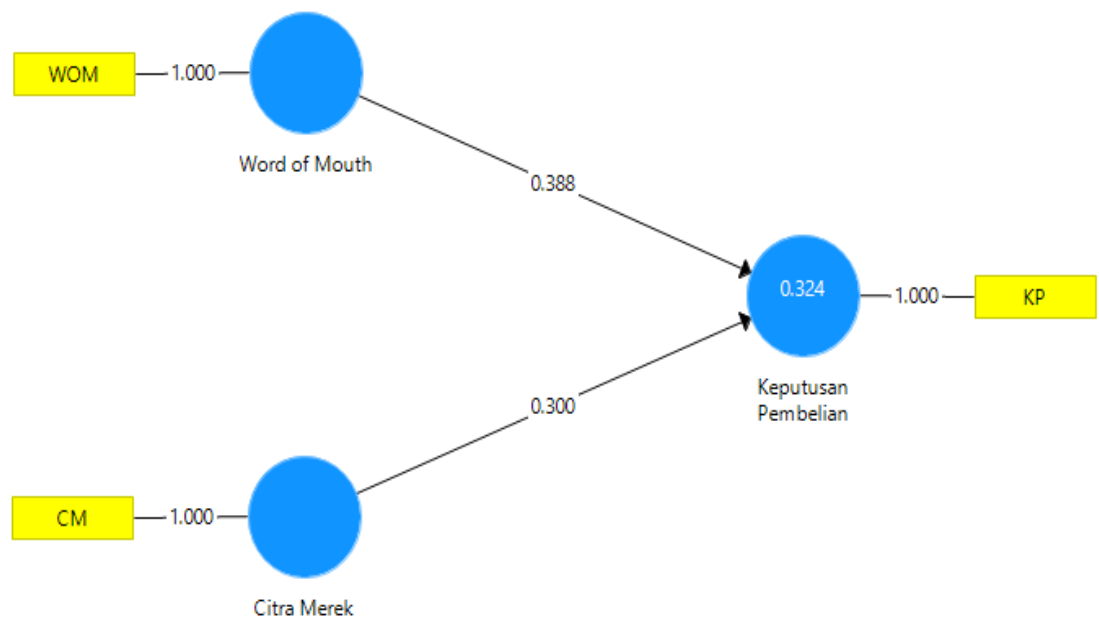 WOM
1.000
Word of Mouth
0.388
0.324
1.000
KP
Keputusan
Pembelian
0.300
CM
1.000
Citra Merek